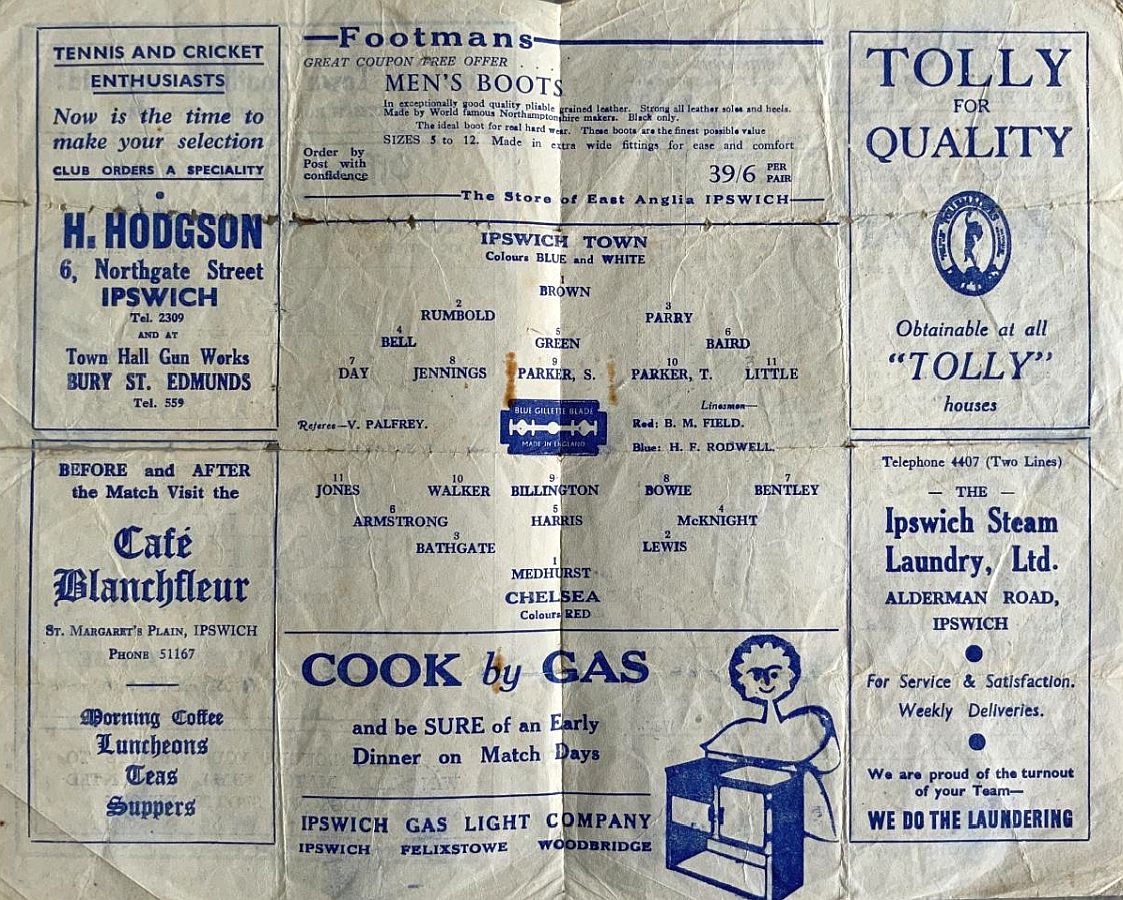 TENNIS AND CRICKET
ENTHUSIASTS
Now is the time to
make your selection
CLUB ORDERS A SPECIALITY
H. HODGSON
6, Northgate Street
IPSWICH
Tel. 2309
AND AT
Town Hall Gun Works
BURY ST. EDMUNDS
Tel. 559
BEFORE and AFTER
the Match Visit the
Café
Blanchfleur
ST. MARGARET'S PLAIN, IPSWICH
PHONE 51167
Morning Coffee
Luncheons
Teas
Suppers
Footmans
GREAT COUPON FREE OFFER . . .
MEN'S BOOTS
In exceptionally good quality pliable grained leather. Strong all leather soles and heels.
Made by World famous Northamptonshire makers. Black only.
The ideal boot for real hard wear. These boots are the finest possible value
SIZES 5 to 12. Made in extra wide fittings for ease and comfort
Order by
Post with
confidence
39/6 PER PAIR
The Store of East Anglia IPSWICH
IPSWICH TOWN
Colours BLUE and WHITE
1
BROWN
2 3
RUMBOLD PARRY
4 5 6
BELL GREEN BAIRD
7 8 9 10 11
DAY JENNINGS PARKER, S. PARKER, T. LITTLE
Linesmen—
Referee—V. PALFREY. Red: B. M. FIELD.
Blue: H. F. RODWELL.
BLUE GILLETTE BLADE
MADE IN ENGLAND
11 10 9 8 7
JONES WALKER BILLINGTON BOWIE BENTLEY
6 5 4
ARMSTRONG HARRIS McKNIGHT
3 2
BATHGATE LEWIS
1
MEDHURST
CHELSEA
Colours RED
COOK by GAS
and be SURE of an Early
Dinner on Match Days
IPSWICH GAS LIGHT COMPANY
IPSWICH FELIXSTOWE WOODBRIDGE
TOLLY
FOR
QUALITY
Obtainable at all
"TOLLY"
houses
Telephone 4407 (Two Lines)
— THE —
Ipswich Steam
Laundry, Ltd.
ALDERMAN ROAD,
IPSWICH
For Service & Satisfaction.
Weekly Deliveries.
We are proud of the turnout
of your Team—
WE DO THE LAUNDERING